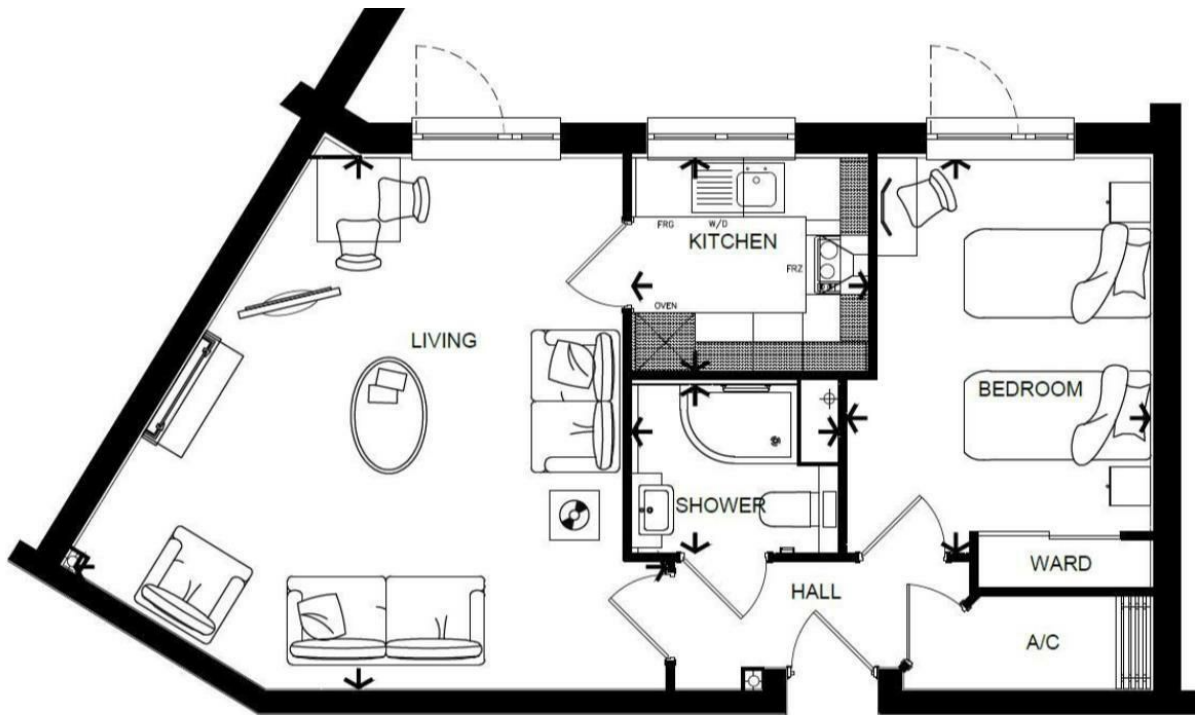 FRG
W/D
KITCHEN
FRZ
OVEN
LIVING
BEDROOM
SHOWER
WARD
HALL
A/C